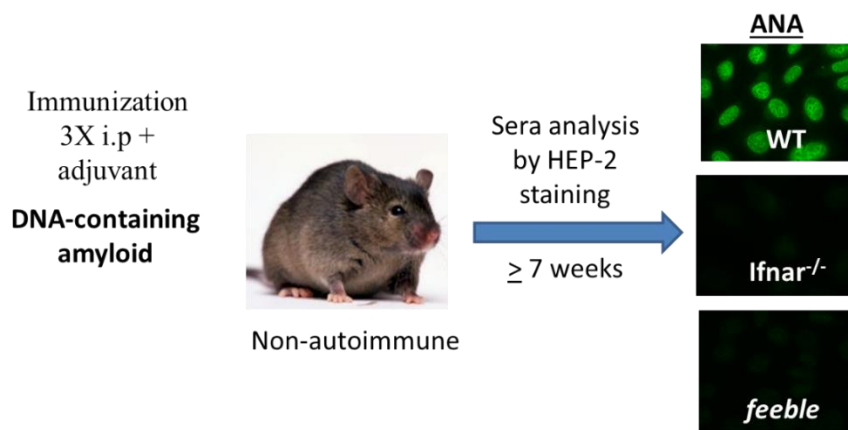 Immunization
3X i.p +
adjuvant
DNA-containing
amyloid
Non-autoimmune
Sera analysis
by HEP-2
staining
≥ 7 weeks
ANA
WT
Ifnar-/-
feeble